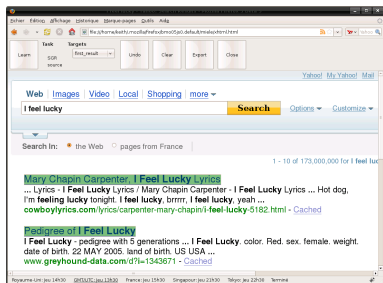 Fichier Édition Affichage Historique Marque-pages Outils Aide
file:///home/keith/.mozilla/firefox/bmo05je0.default/mielex/html.html
Yahoo
Task Targets
Learn SGR first_result Undo Clear Export Close
source
Yahoo! My Yahoo! Mail
Web Images Video Local Shopping more
I feel lucky Search Options Customize
Search In: the Web pages from France
1 - 10 of 173,000,000 for I feel luc
Mary Chapin Carpenter, I Feel Lucky Lyrics
... Lyrics - I Feel Lucky Lyrics / Mary Chapin Carpenter - I Feel Lucky Lyrics ... Hot dog,
I'm feeling lucky tonight. I feel lucky, brrrrr, I feel lucky, yeah ...
cowboylyrics.com/lyrics/carpenter-mary-chapin/i-feel-lucky-5182.html - Cached
Pedigree of I Feel Lucky
I Feel Lucky - pedigree with 5 generations ... I Feel Lucky. color. Red. sex. female. weight.
date of birth. 22 MAY 2005. land of birth. US USA ...
www.greyhound-data.com/d?i=1343671 - Cached
Royaume-Uni: jeu 14h30 GMT/UTC: jeu 13h30 France: jeu 15h30 Singapour: jeu 21h30 Tokyo: jeu 22h30 Terminé